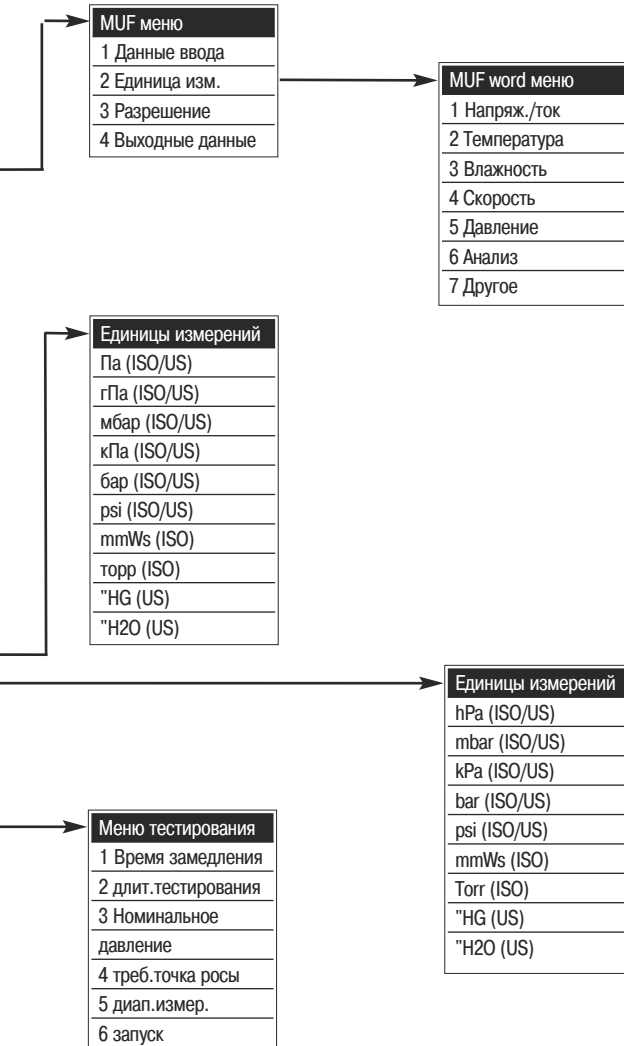 MUF меню
1 Данные ввода
2 Единица изм.
3 Разрешение
4 Выходные данные
MUF word меню
1 Напряж./ток
2 Температура
3 Влажность
4 Скорость
5 Давление
6 Анализ
7 Другое
Единицы измерений
Па (ISO/US)
гПа (ISO/US)
мбар (ISO/US)
кПа (ISO/US)
бар (ISO/US)
psi (ISO/US)
mmWs (ISO)
торр (ISO)
"HG (US)
"H2O (US)
Единицы измерений
hPa (ISO/US)
mbar (ISO/US)
kPa (ISO/US)
bar (ISO/US)
psi (ISO/US)
mmWs (ISO)
Torr (ISO)
"HG (US)
"H2O (US)
Меню тестирования
1 Время замедления
2 длит.тестирования
3 Номинальное
давление
4 треб.точка росы
5 диап.измер.
6 запуск